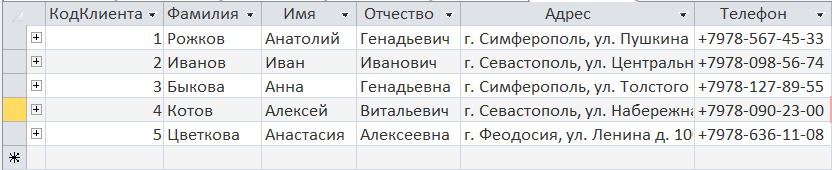 КодКлиента Фамилия Имя Отчество Адрес Телефон
1 Рожков Анатолий Генадьевич г. Симферополь, ул. Пушкина +7978-567-45-33
2 Иванов Иван Иванович г. Севастополь, ул. Центральн +7978-098-56-74
3 Быкова Анна Генадьевна г. Симферополь, ул. Толстого +7978-127-89-55
4 Котов Алексей Витальевич г. Севастополь, ул. Набережна +7978-090-23-00
5 Цветкова Анастасия Алексеевна г. Феодосия, ул. Ленина д. 10 +7978-636-11-08